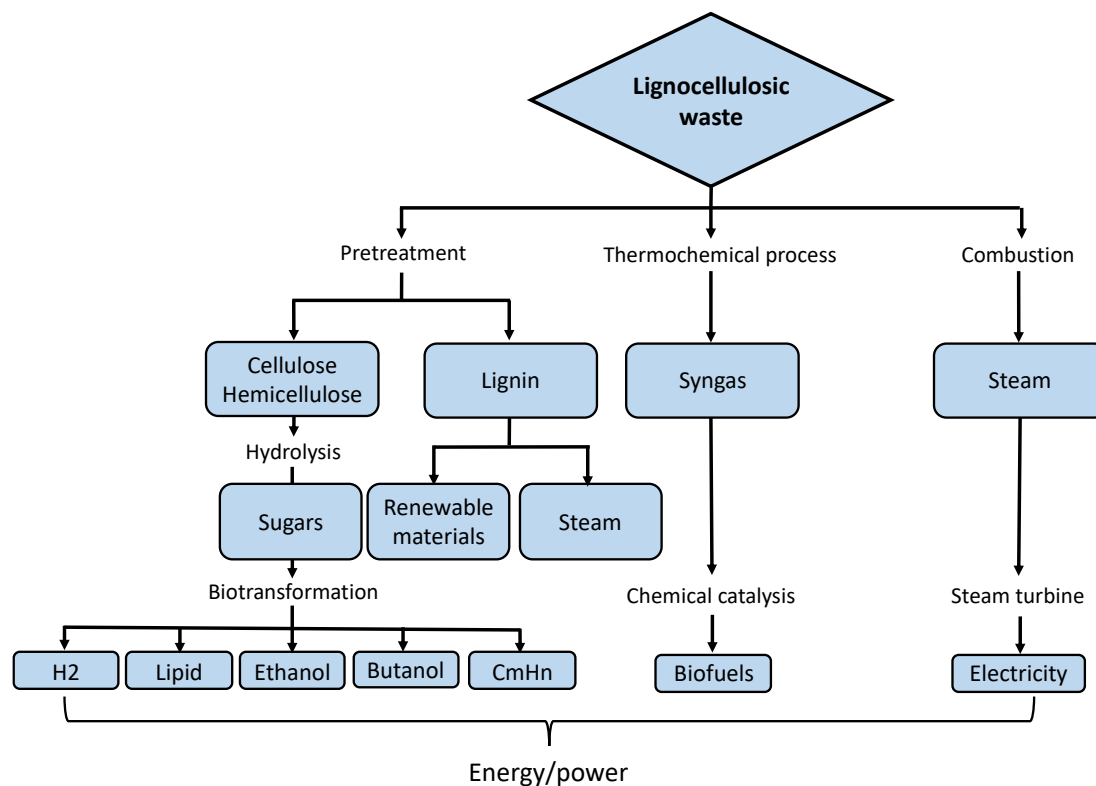 Lignocellulosic
waste
Pretreatment
Thermochemical process
Combustion
Cellulose
Hemicellulose
Lignin
Syngas
Steam
Hydrolysis
Sugars
Renewable
materials
Steam
Biotransformation
Chemical catalysis
Steam turbine
H2
Lipid
Ethanol
Butanol
CmHn
Biofuels
Electricity
Energy/power